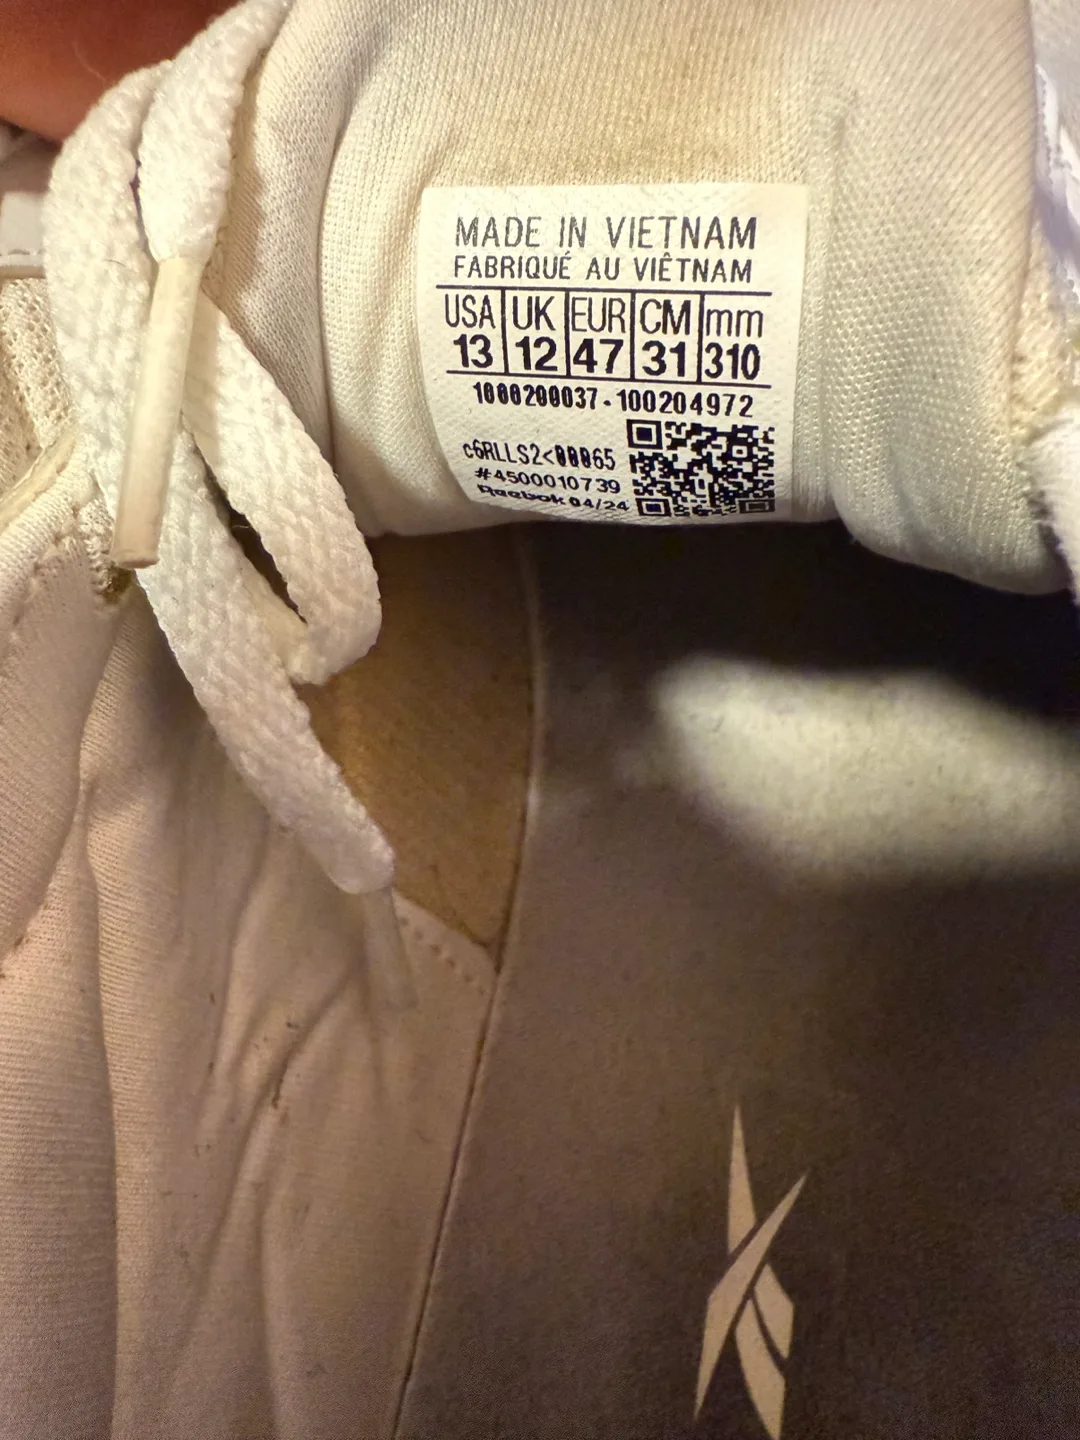 MADE IN VIETNAM
FABRIQUÉ AU VIÊTNAM
USA UK EUR CM mm
13 12 47 31 310
1000200037-100204972
c6RLLS2<00065
#4500010739
Reebok 04/24